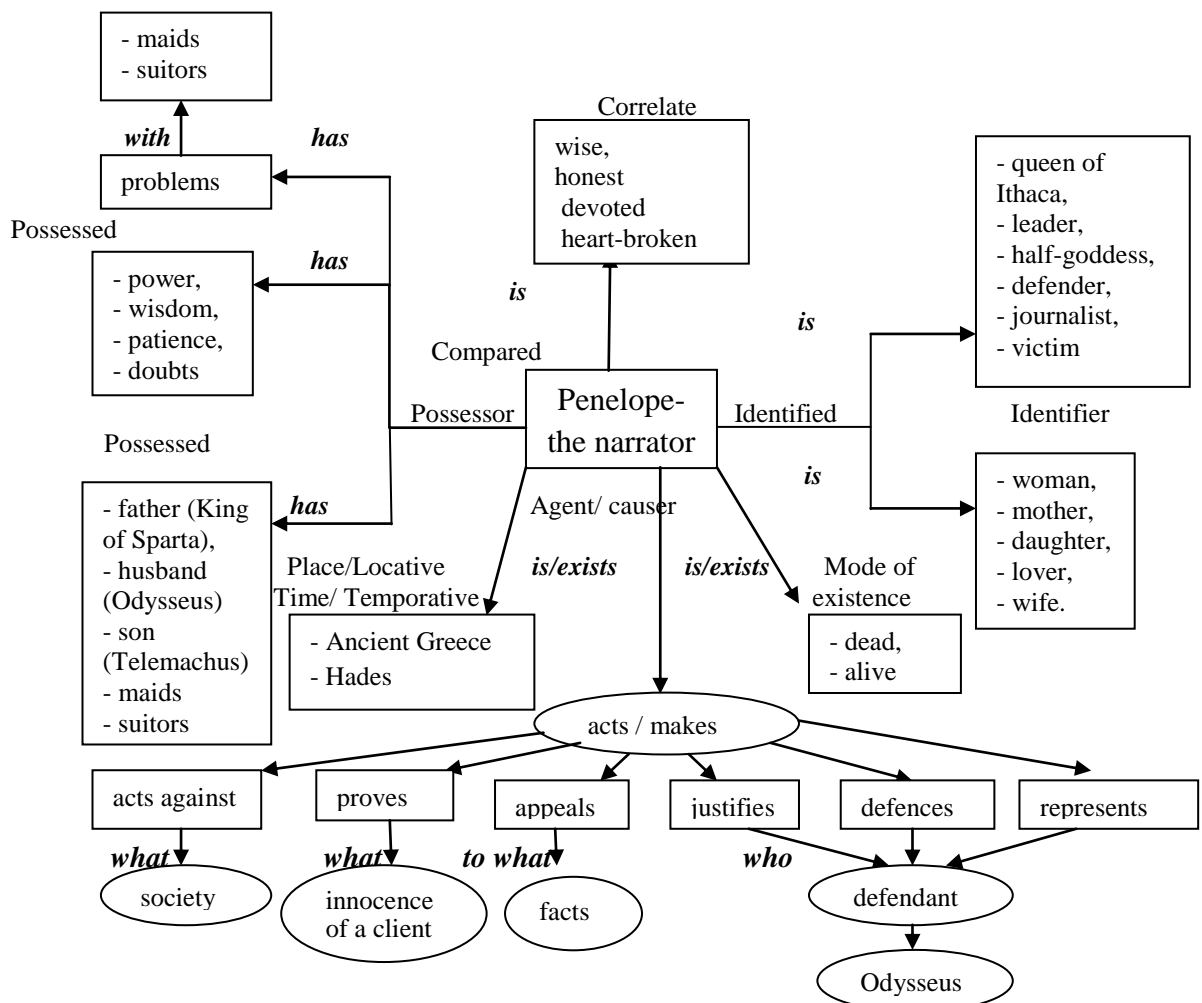 - maids
- suitors
Correlate
with
has
wise,
honest
devoted
heart-broken
- queen of
Ithaca,
- leader,
- half-goddess,
- defender,
- journalist,
- victim
problems
Possessed
has
- power,
- wisdom,
- patience,
- doubts
is
is
Compared
Possessor
Penelope-
the narrator
Identified
Identifier
Possessed
is
- father (King
of Sparta),
- husband
(Odysseus)
- son
(Telemachus)
- maids
- suitors
has
Agent/ causer
- woman,
- mother,
- daughter,
- lover,
- wife.
Place/Locative
Time/ Temporative
is/exists
is/exists
Mode of
existence
- Ancient Greece
- Hades
- dead,
- alive
acts / makes
acts against
proves
appeals
justifies
defences
represents
what
what
to what
who
society
innocence
of a client
facts
defendant
Odysseus